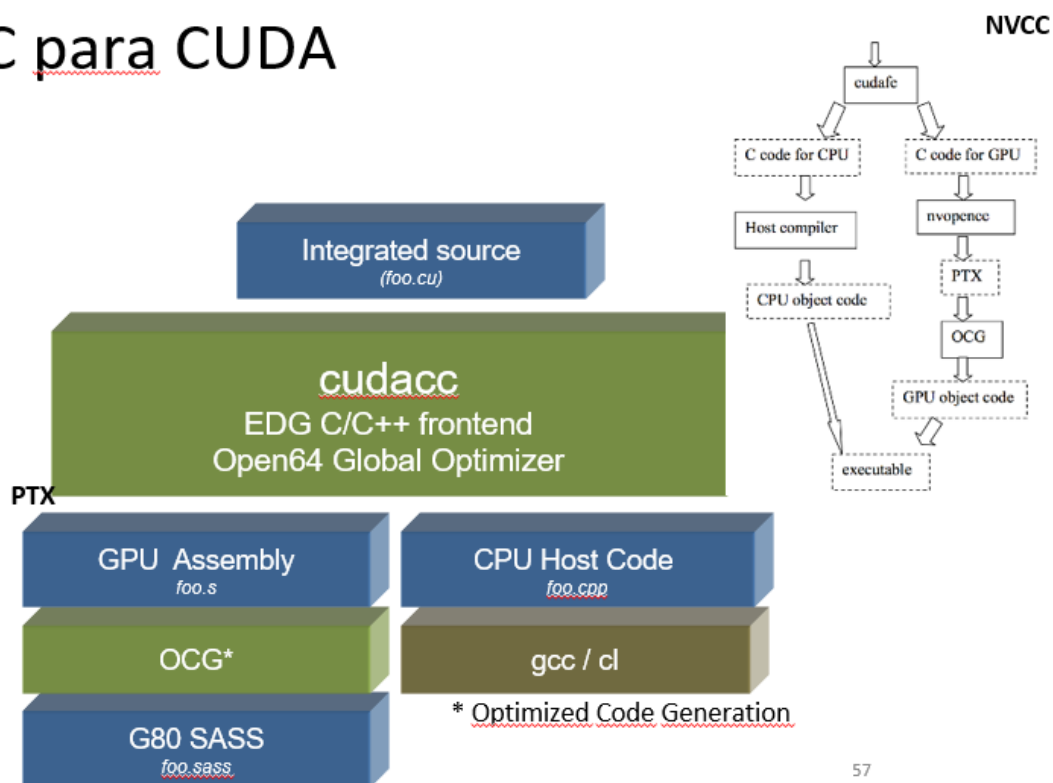 C para CUDA
NVCC
cudafe
C code for CPU
C code for GPU
Host compiler
nvopencc
CPU object code
PTX
OCG
GPU object code
executable
Integrated source
(foo.cu)
cudacc
EDG C/C++ frontend
Open64 Global Optimizer
PTX
GPU Assembly
foo.s
CPU Host Code
foo.cpp
OCG*
gcc / cl
* Optimized Code Generation
G80 SASS
foo.sass
57